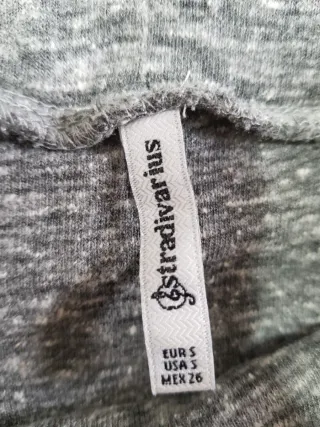 stradivarius
EUR S
USA S
MEX 26